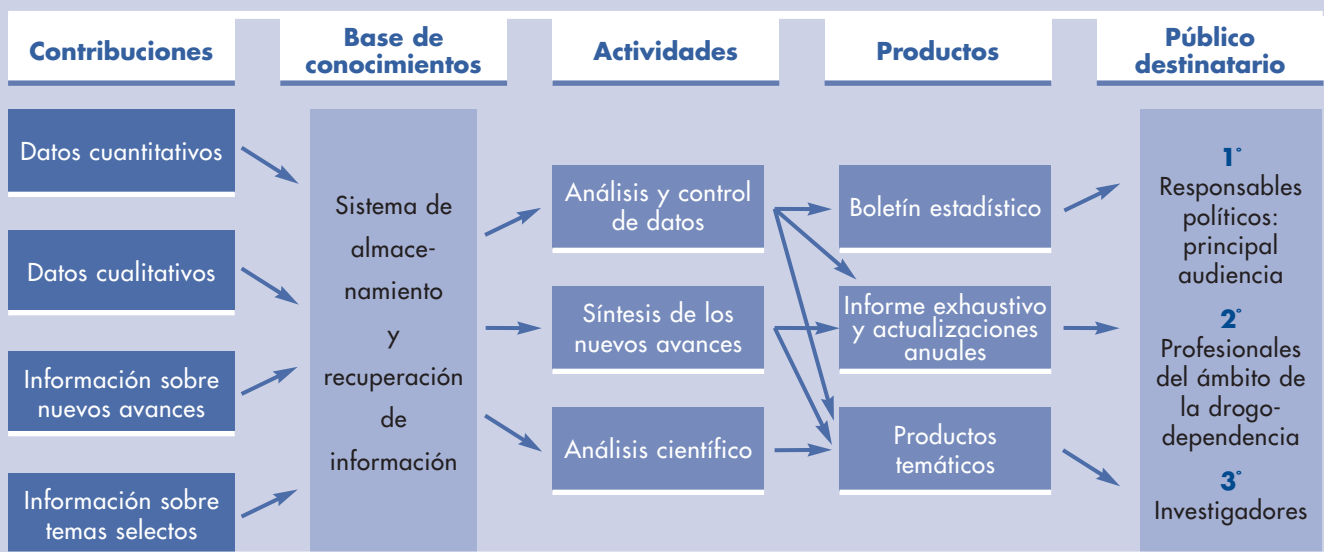 Contribuciones
Base de
conocimientos
Actividades
Productos
Público
destinatario
Datos cuantitativos
Datos cualitativos
Información sobre
nuevos avances
Información sobre
temas selectos
Sistema de
almace-
namiento
y
recuperación
de
información
Análisis y control
de datos
Síntesis de los
nuevos avances
Análisis científico
Boletín estadístico
Informe exhaustivo
y actualizaciones
anuales
Productos
temáticos
1°
Responsables
políticos:
principal
audiencia
2°
Profesionales
del ámbito de
la drogo-
dependencia
3°
Investigadores